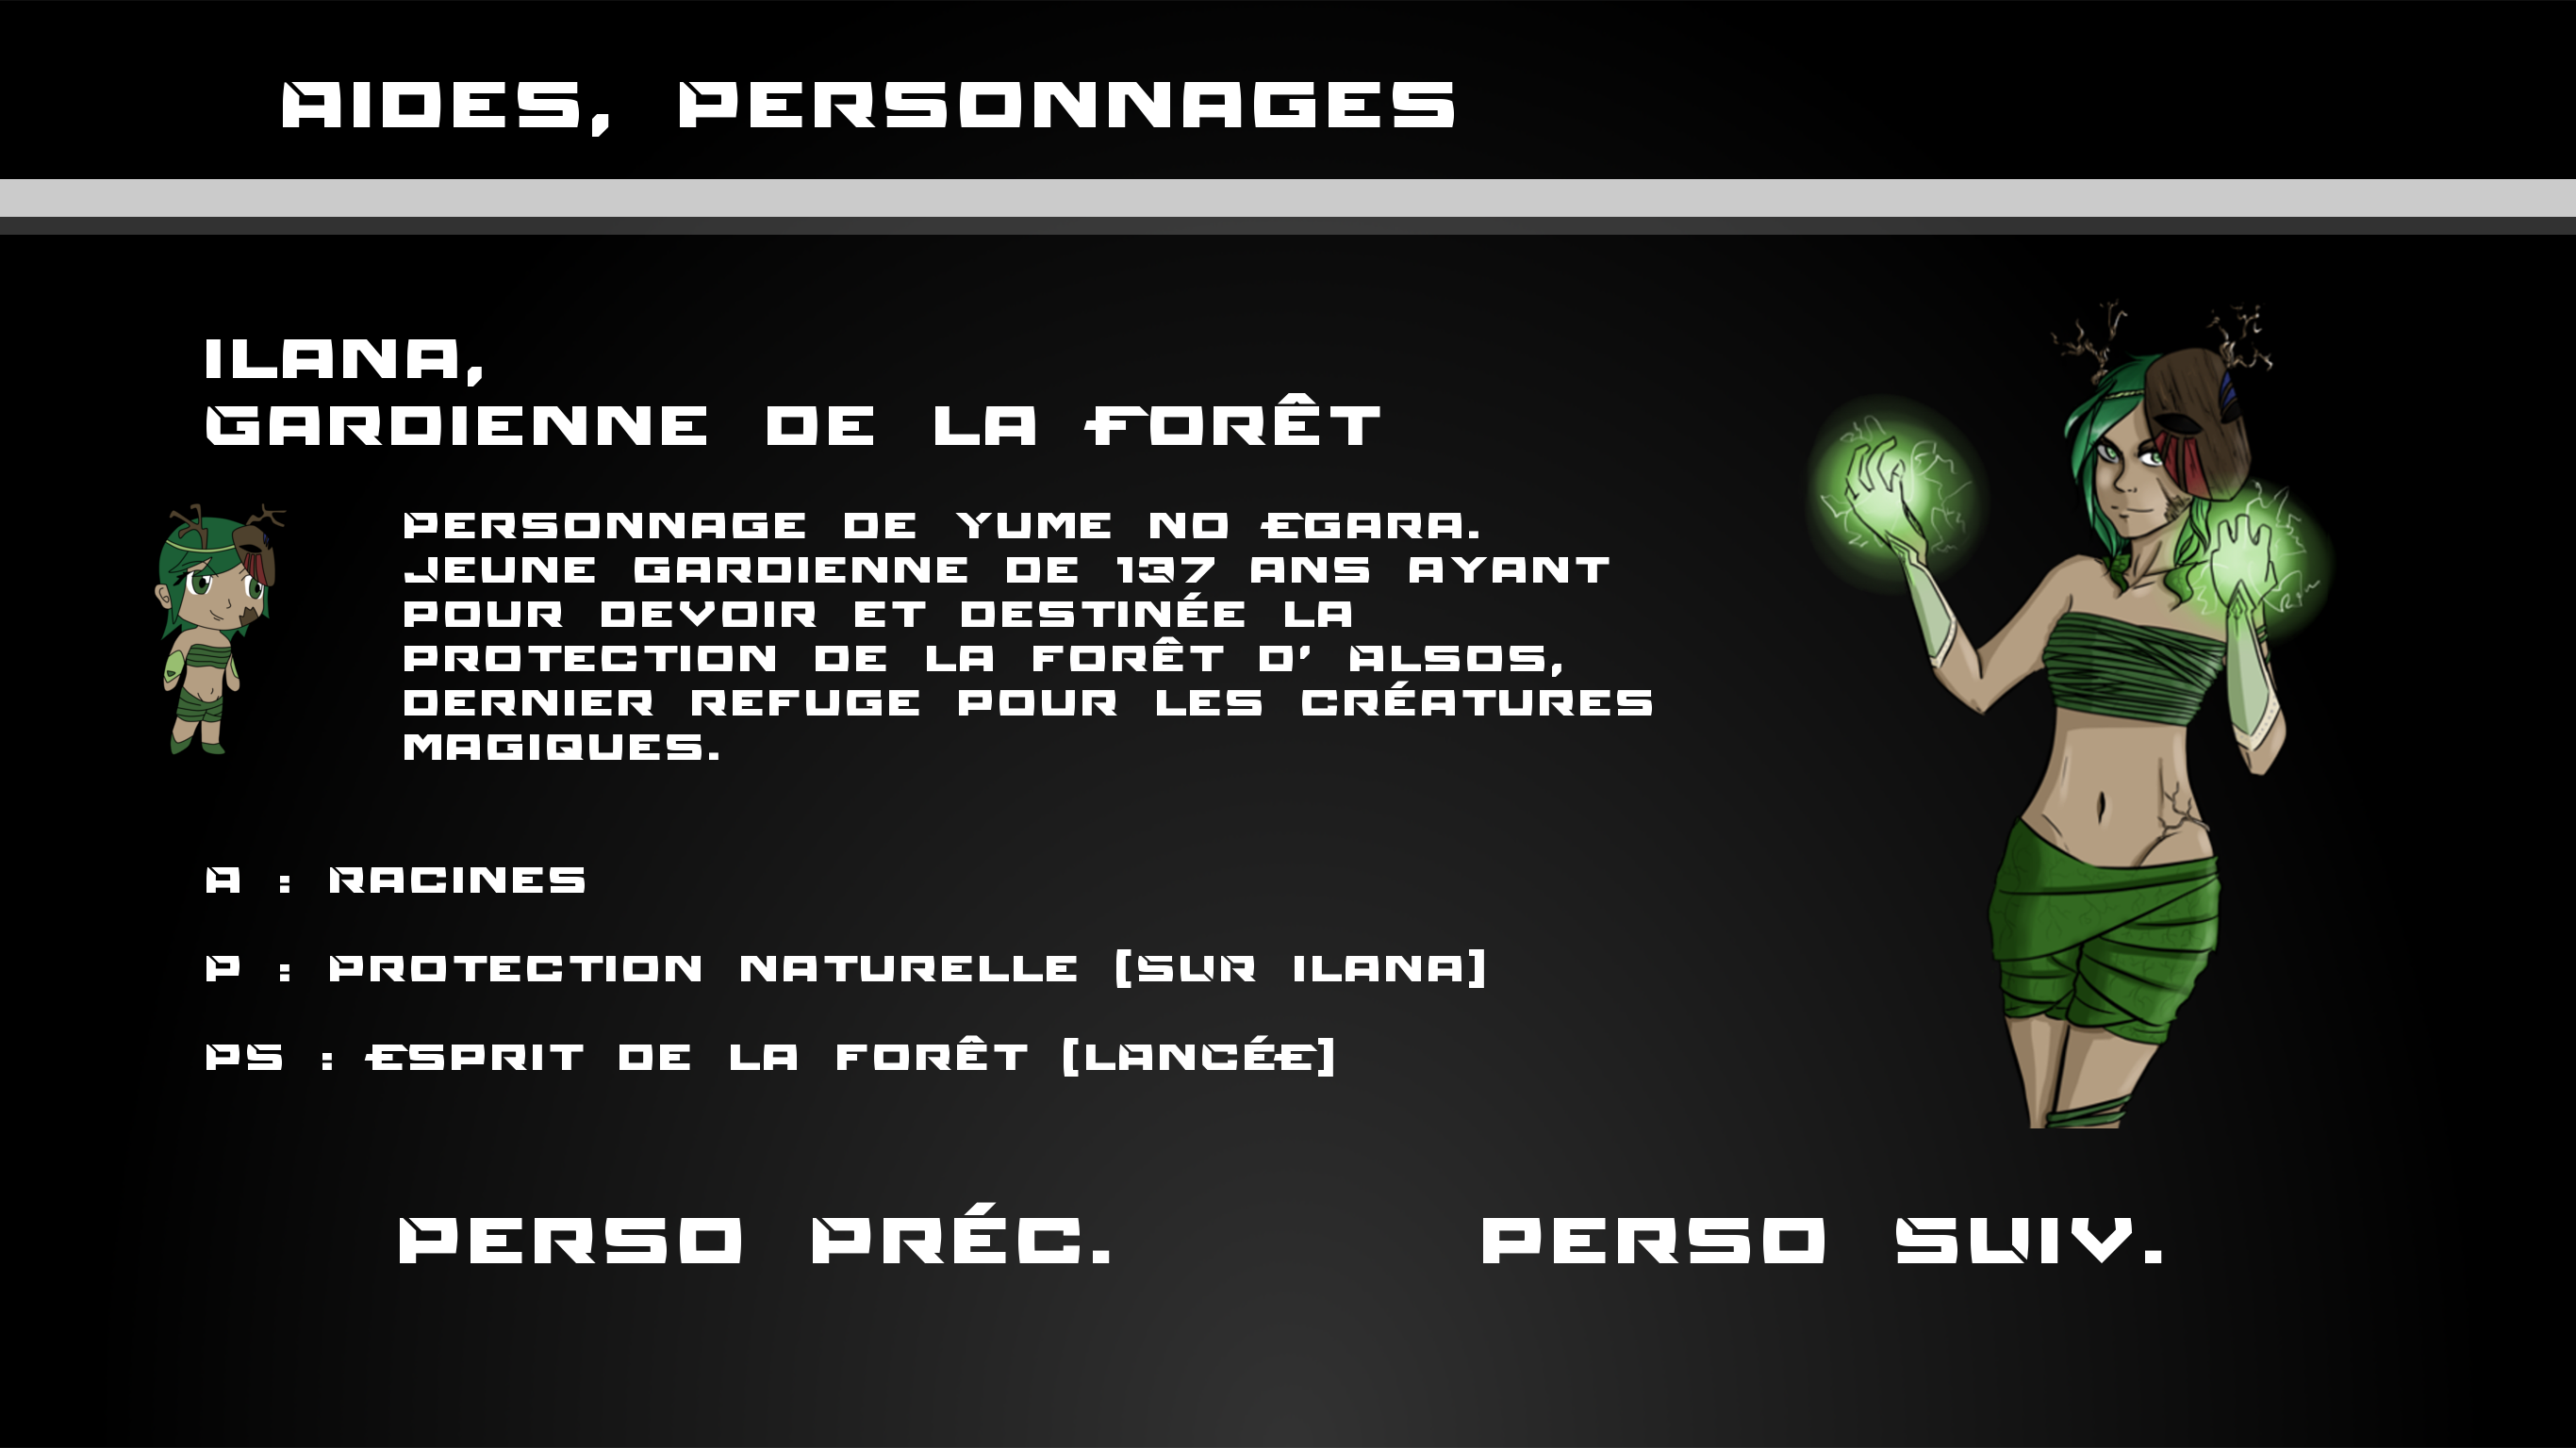 AIDES, PERSONNAGES
ILANA,
GARDIENNE DE LA FORÊT
PERSONNAGE DE YUME NO EGARA.
JEUNE GARDIENNE DE 137 ANS AYANT
POUR DEVOIR ET DESTINÉE LA
PROTECTION DE LA FORÊT D' ALSOS,
DERNIER REFUGE POUR LES CRÉATURES
MAGIQUES.
A : RACINES
P : PROTECTION NATURELLE (SUR ILANA)
PS : ESPRIT DE LA FORÊT (LANCÉE)
PERSO PRÉC.
PERSO SUIV.